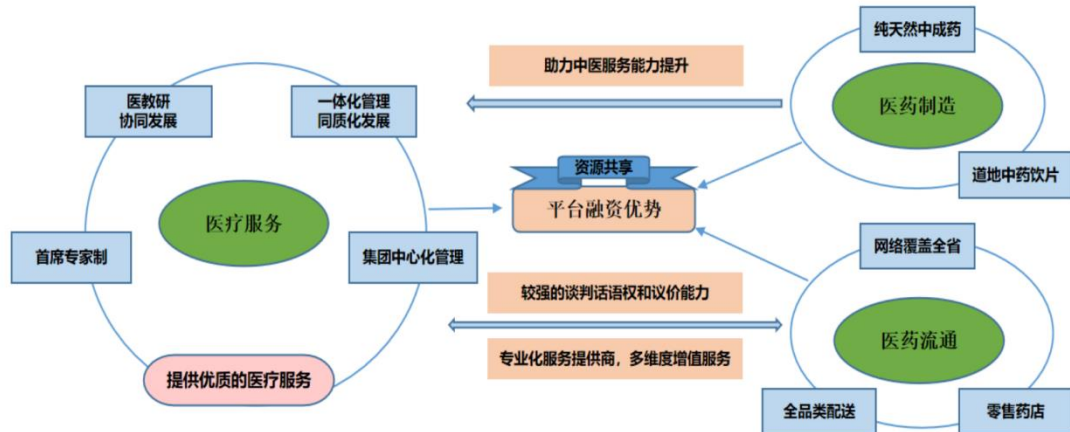 医教研
协同发展
一体化管理
同质化发展
医疗服务
首席专家制
集团中心化管理
提供优质的医疗服务
助力中医服务能力提升
资源共享
平台融资优势
较强的谈判话语权和议价能力
专业化服务提供商，多维度增值服务
纯天然中成药
医药制造
道地中药饮片
网络覆盖全省
医药流通
全品类配送
零售药店